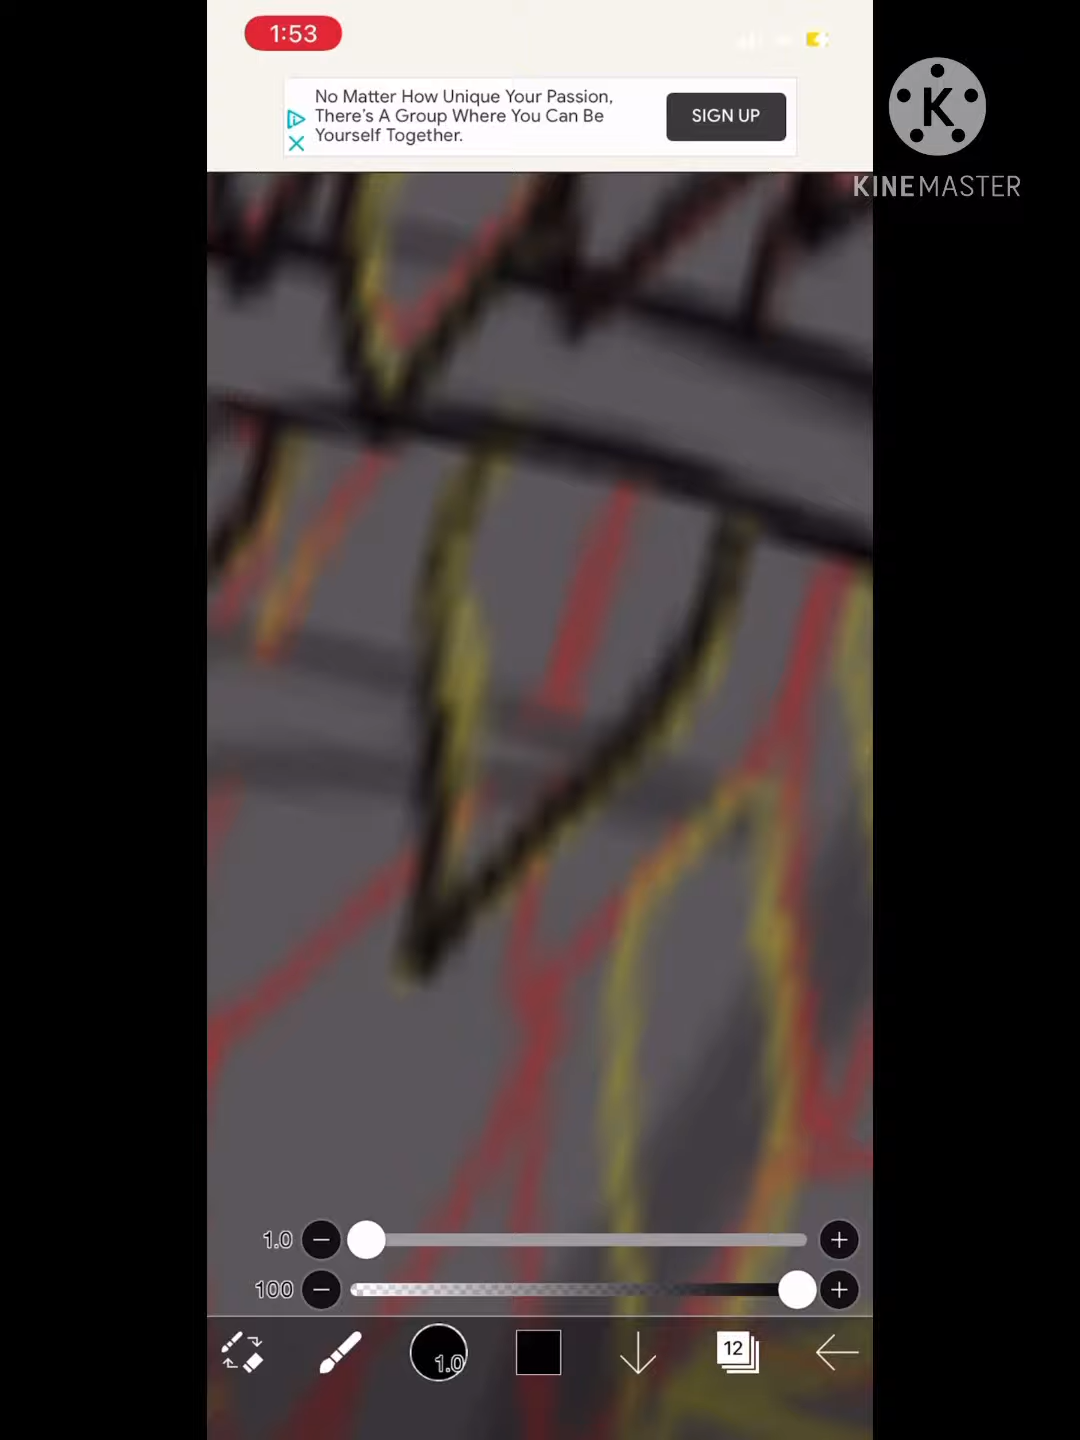 1:53
No Matter How Unique Your Passion,
There's A Group Where You Can Be
Yourself Together.
SIGN UP
K
KINEMASTER
1.0
100
1.0
12